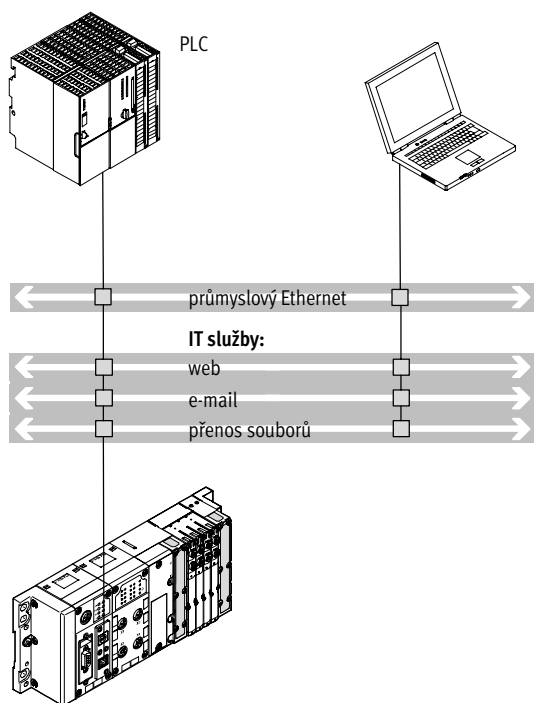 PLC
průmyslový Ethernet
IT služby:
web
e-mail
přenos souborů